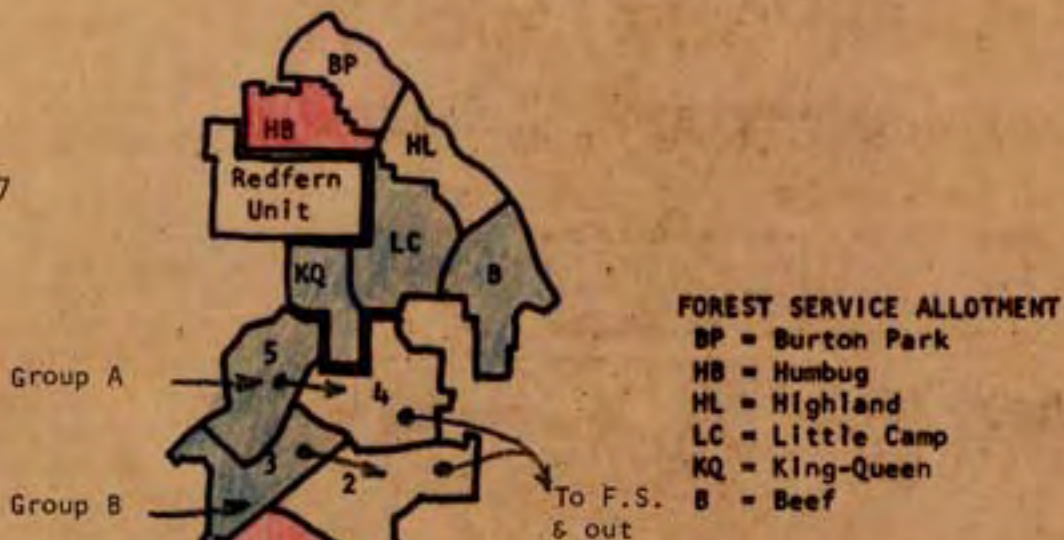 BP
HB
HL
Redfern
Unit
LC
KQ
B
5
Group A
4
3
2
Group B
To F.S.
& out
FOREST SERVICE ALLOTMENT
BP = Burton Park
HB = Humbug
HL = Highland
LC = Little Camp
KQ = King-Queen
B = Beef